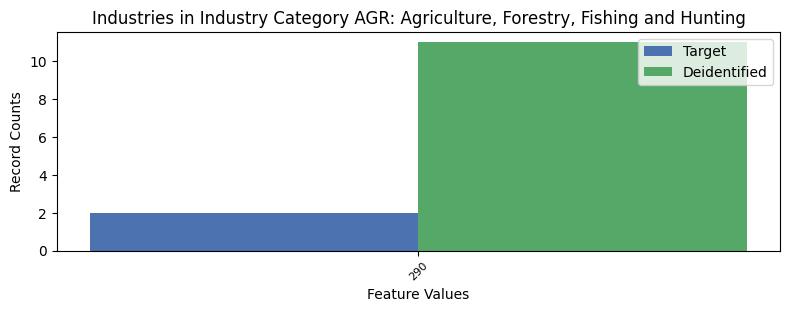 Industries in Industry Category AGR: Agriculture, Forestry, Fishing and Hunting
Target
Deidentified
Record Counts
10
8
6
4
2
0
290
Feature Values